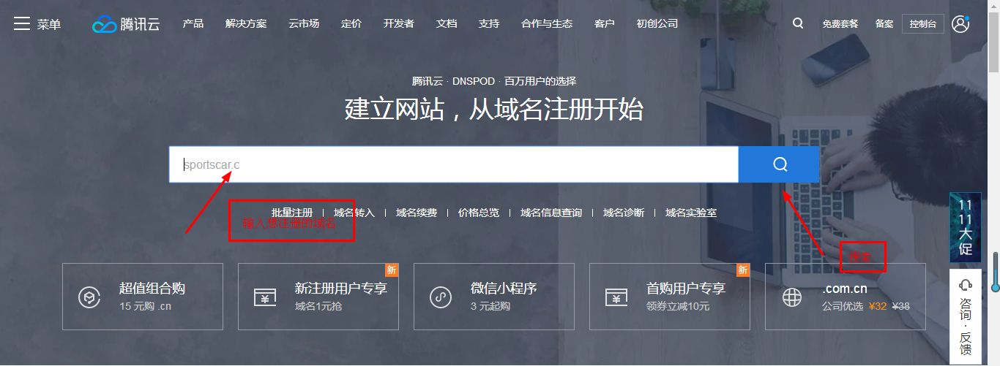 菜单 腾讯云 产品 解决方案 云市场 定价 开发者 文档 支持 合作与生态 客户 初创公司 免费套餐 备案 控制台
腾讯云 · DNSPOD · 百万用户的选择
建立网站，从域名注册开始
sportscar.c
批量注册 | 域名转入 | 域名续费 | 价格总览 | 域名信息查询 | 域名诊断 | 域名实验室
输入想注册的域名
搜索
超值组合购
15 元购 .cn
新
新注册用户专享
域名1元抢
微信小程序
3 元起购
新
首购用户专享
领券立减10元
.com.cn
公司优选 ¥32 ¥38
11
11
大
促
咨
询
·
反
馈